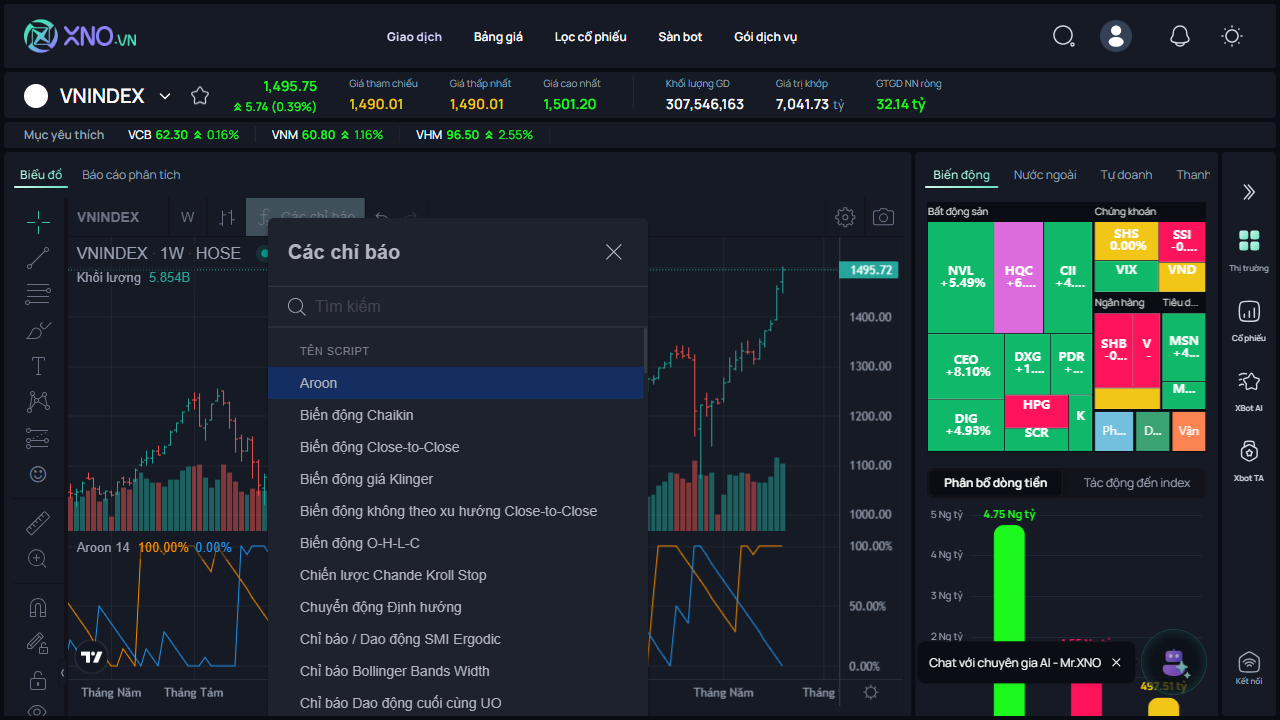 XNO.VN
Giao dịch
Bảng giá
Lọc cổ phiếu
Sàn bot
Gói dịch vụ
VNINDEX
1,495.75
5.74 (0.39%)
Giá tham chiếu
1,490.01
Giá thấp nhất
1,490.01
Giá cao nhất
1,501.20
Khối lượng GD
307,546,163
Giá trị khớp
7,041.73 tỷ
GTGD NN ròng
32.14 tỷ
Mục yêu thích
VCB 62.30 0.16%
VNM 60.80 1.16%
VHM 96.50 2.55%
Biểu đồ
Báo cáo phân tích
VNINDEX
W
Các chỉ báo
VNINDEX · 1W · HOSE
Khối lượng 5.854B
Các chỉ báo
Tìm kiếm
TÊN SCRIPT
Aroon
Biến động Chaikin
Biến động Close-to-Close
Biến động giá Klinger
Biến động không theo xu hướng Close-to-Close
Biến động O-H-L-C
Chiến lược Chande Kroll Stop
Chuyển động Định hướng
Chỉ báo / Dao động SMI Ergodic
Chỉ báo Bollinger Bands Width
Chỉ báo Dao động cuối cùng UO
1495.72
1400.00
1300.00
1200.00
1100.00
1000.00
Aroon 14 100.00% 0.00%
100.00%
50.00%
0.00%
Tháng Năm
Tháng Tám
Tháng Năm
Tháng
Biến động
Nước ngoài
Tự doanh
Thanh
Bất động sản
NVL
+5.49%
HQC
+6....
CII
+4....
CEO
+8.10%
DXG
+1....
PDR
+...
DIG
+4.93%
HPG
SCR
K
Chứng khoán
SHS
0.00%
SSI
-0....
VIX
VND
Ngân hàng
SHB
-0...
V
-
Tiêu d...
MSN
+4...
M...
Ph...
D...
Vận
Phân bổ dòng tiền
Tác động đến index
5 Ng tỷ
4 Ng tỷ
3 Ng tỷ
2 Ng tỷ
4.75 Ng tỷ
497.51 tỷ
Chat với chuyên gia AI - Mr.XNO
Thị trường
Cổ phiếu
XBot AI
Xbot TA
Kết nối